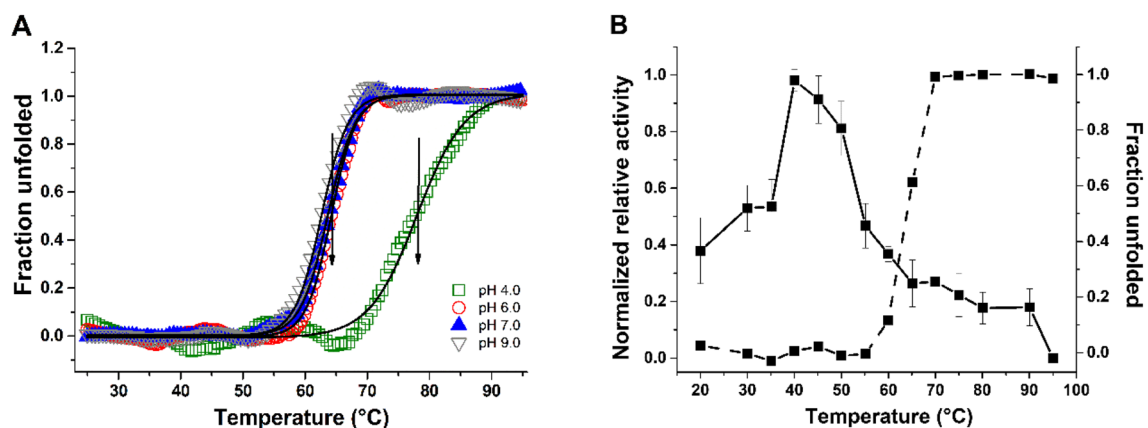 A
Fraction unfolded
1.2
1.0
0.8
0.6
0.4
0.2
0.0
30 40 50 60 70 80 90
Temperature (°C)
pH 4.0
pH 6.0
pH 7.0
pH 9.0
B
Normalized relative activity
1.0
0.8
0.6
0.4
0.2
0.0
20 30 40 50 60 70 80 90 100
Temperature (°C)
1.0
0.8
0.6
0.4
0.2
0.0
Fraction unfolded